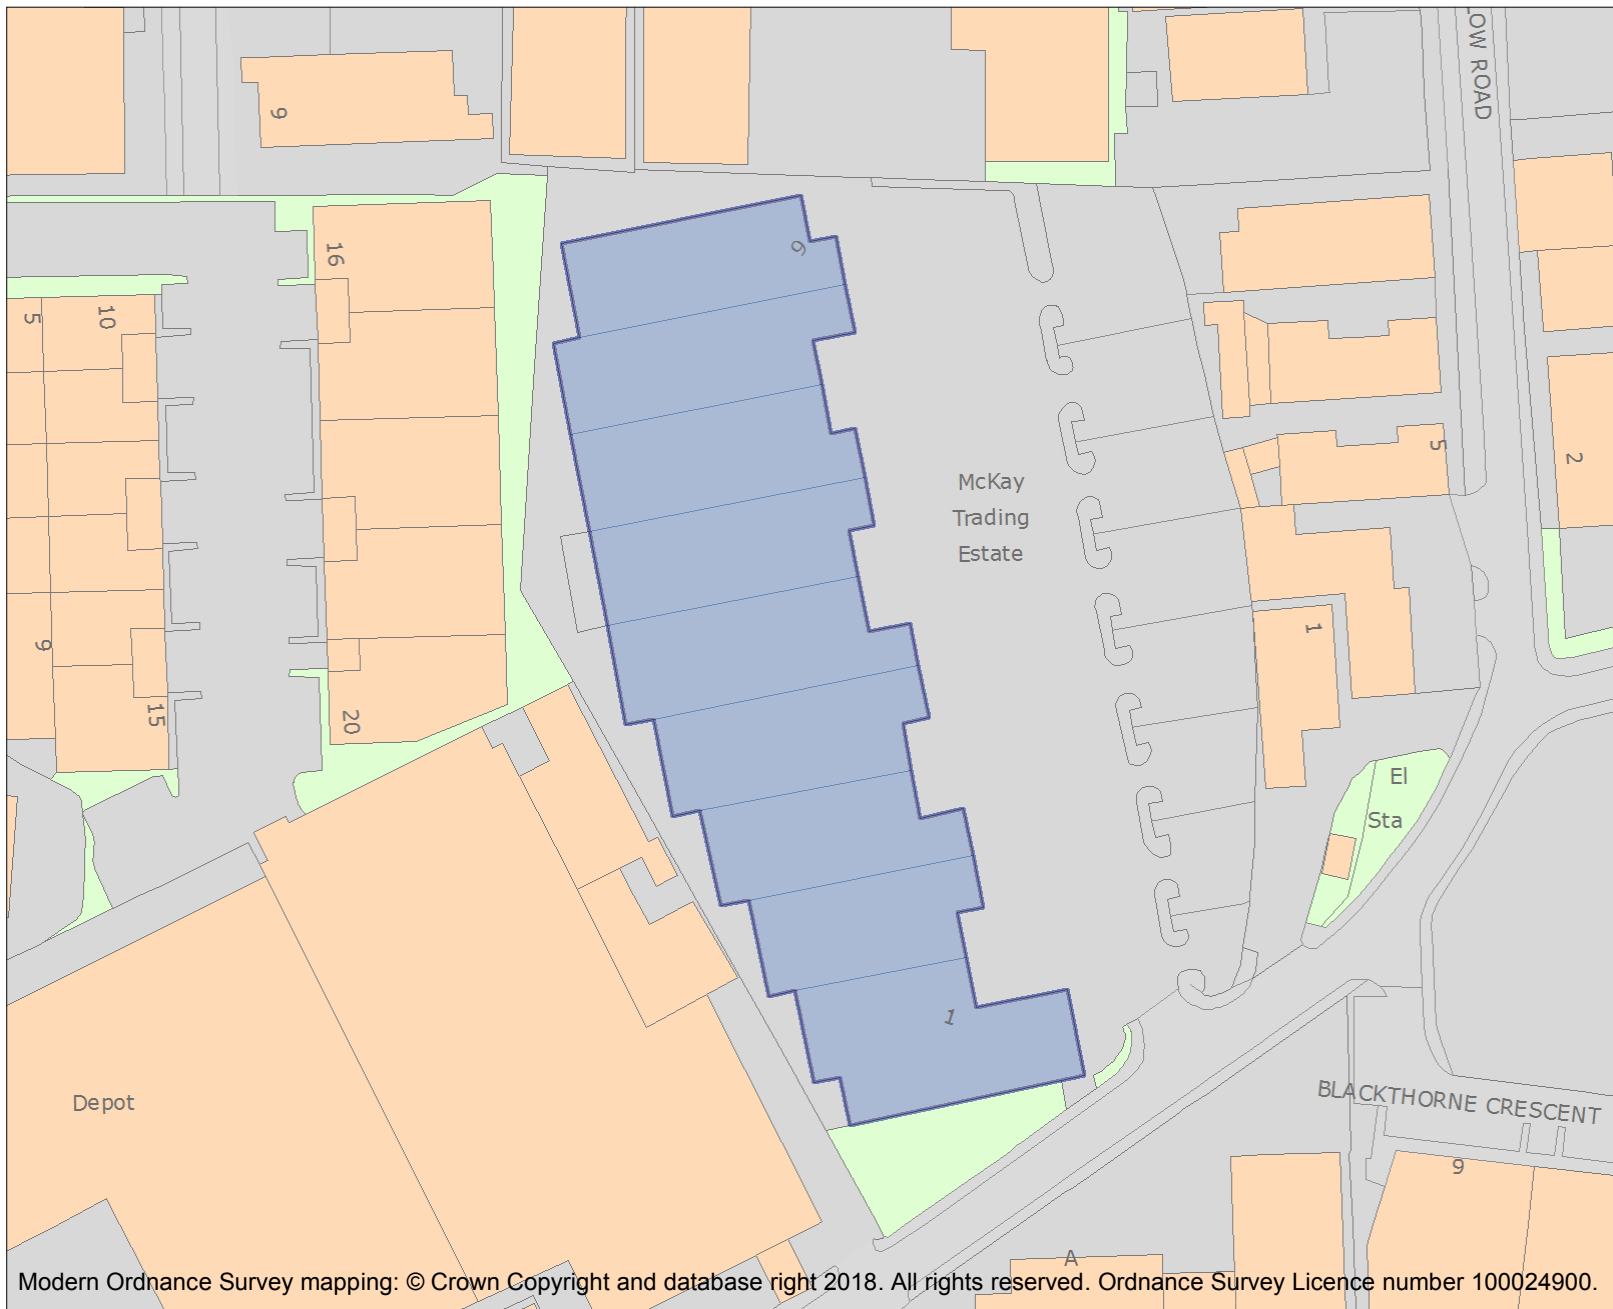 LOW ROAD
9
9
16
10
5
5
2
McKay
Trading
Estate
1
9
15
20
El
Sta
1
Depot
BLACKTHORNE CRESCENT
9
A
Modern Ordnance Survey mapping: © Crown Copyright and database right 2018. All rights reserved. Ordnance Survey Licence number 100024900.